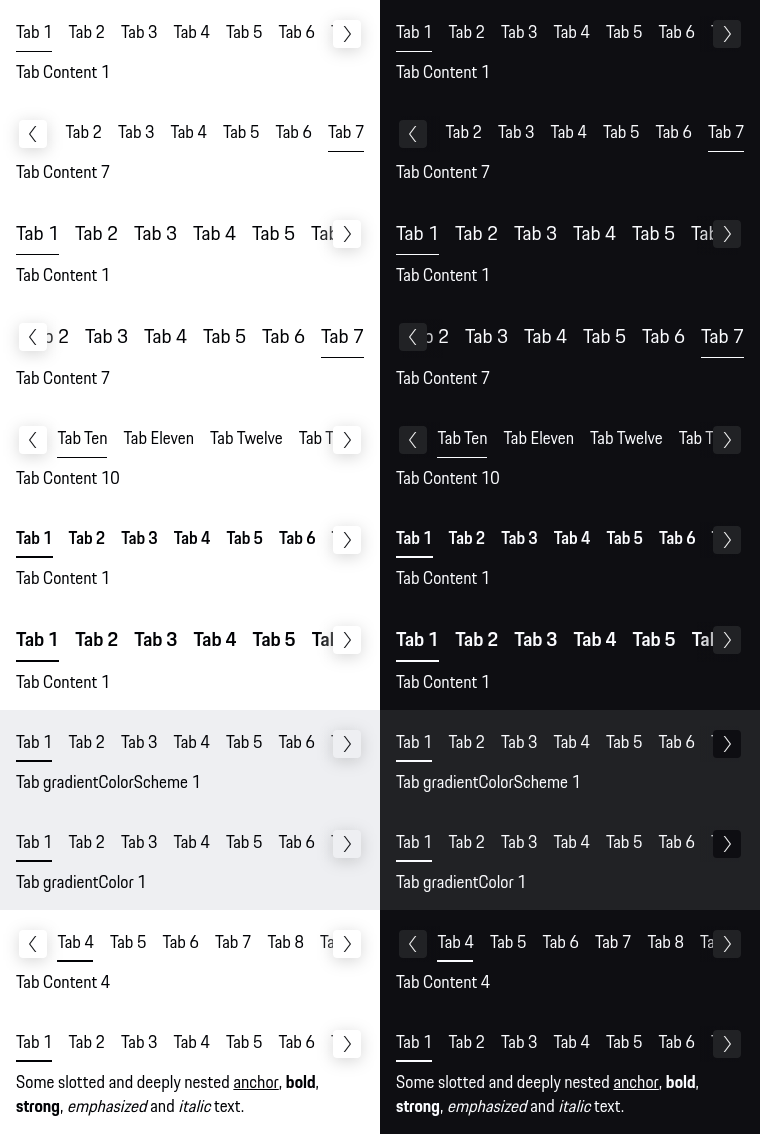 Tab 1 Tab 2 Tab 3 Tab 4 Tab 5 Tab 6
Tab Content 1
Tab 2 Tab 3 Tab 4 Tab 5 Tab 6 Tab 7
Tab Content 7
Tab 1 Tab 2 Tab 3 Tab 4 Tab 5 Tab
Tab Content 1
2 Tab 3 Tab 4 Tab 5 Tab 6 Tab 7
Tab Content 7
Tab Ten Tab Eleven Tab Twelve Tab T
Tab Content 10
Tab 1 Tab 2 Tab 3 Tab 4 Tab 5 Tab 6
Tab Content 1
Tab 1 Tab 2 Tab 3 Tab 4 Tab 5 Tab
Tab Content 1
Tab 1 Tab 2 Tab 3 Tab 4 Tab 5 Tab 6
Tab gradientColorScheme 1
Tab 1 Tab 2 Tab 3 Tab 4 Tab 5 Tab 6
Tab gradientColor 1
Tab 4 Tab 5 Tab 6 Tab 7 Tab 8 Ta
Tab Content 4
Tab 1 Tab 2 Tab 3 Tab 4 Tab 5 Tab 6
Some slotted and deeply nested anchor, bold,
strong, emphasized and italic text.
Tab 1 Tab 2 Tab 3 Tab 4 Tab 5 Tab 6
Tab Content 1
Tab 2 Tab 3 Tab 4 Tab 5 Tab 6 Tab 7
Tab Content 7
Tab 1 Tab 2 Tab 3 Tab 4 Tab 5 Tab
Tab Content 1
2 Tab 3 Tab 4 Tab 5 Tab 6 Tab 7
Tab Content 7
Tab Ten Tab Eleven Tab Twelve Tab T
Tab Content 10
Tab 1 Tab 2 Tab 3 Tab 4 Tab 5 Tab 6
Tab Content 1
Tab 1 Tab 2 Tab 3 Tab 4 Tab 5 Tab
Tab Content 1
Tab 1 Tab 2 Tab 3 Tab 4 Tab 5 Tab 6
Tab gradientColorScheme 1
Tab 1 Tab 2 Tab 3 Tab 4 Tab 5 Tab 6
Tab gradientColor 1
Tab 4 Tab 5 Tab 6 Tab 7 Tab 8 Ta
Tab Content 4
Tab 1 Tab 2 Tab 3 Tab 4 Tab 5 Tab 6
Some slotted and deeply nested anchor, bold,
strong, emphasized and italic text.